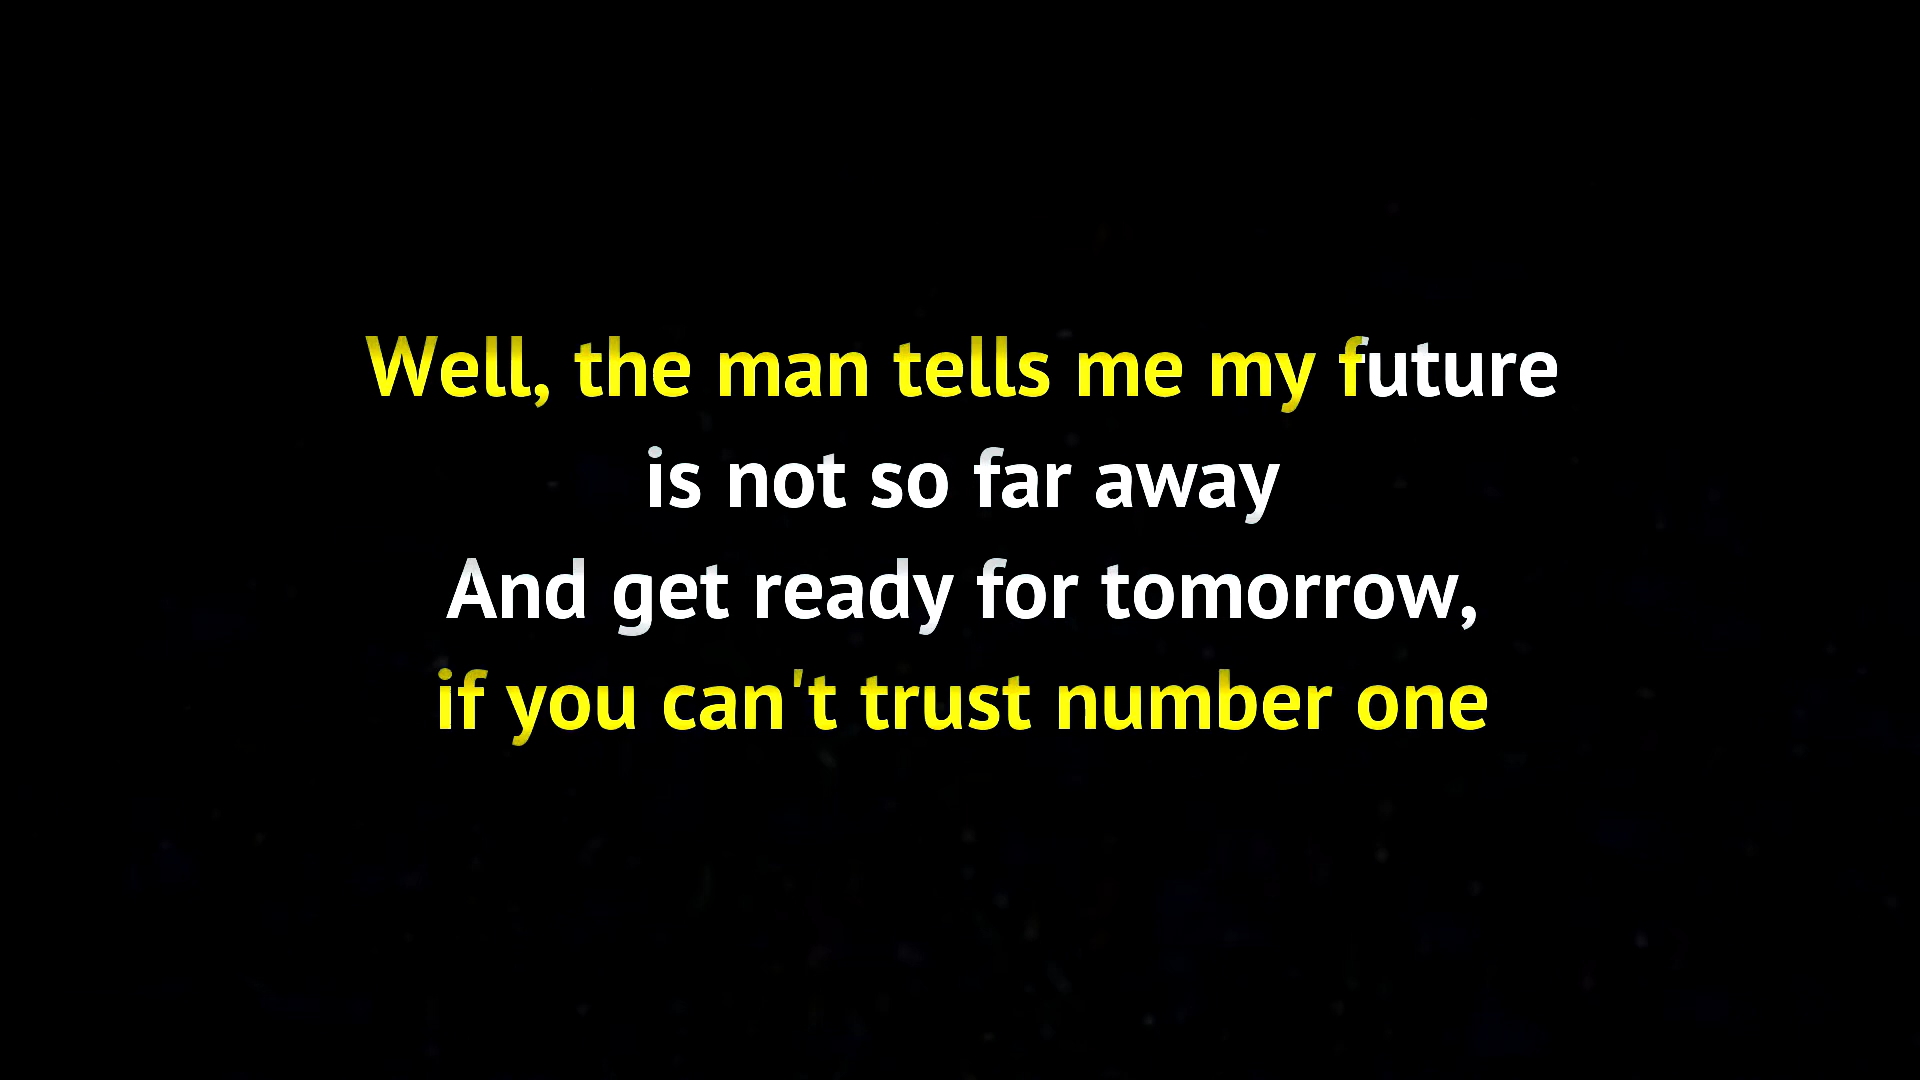 Well, the man tells me my future
is not so far away
And get ready for tomorrow,
if you can't trust number one